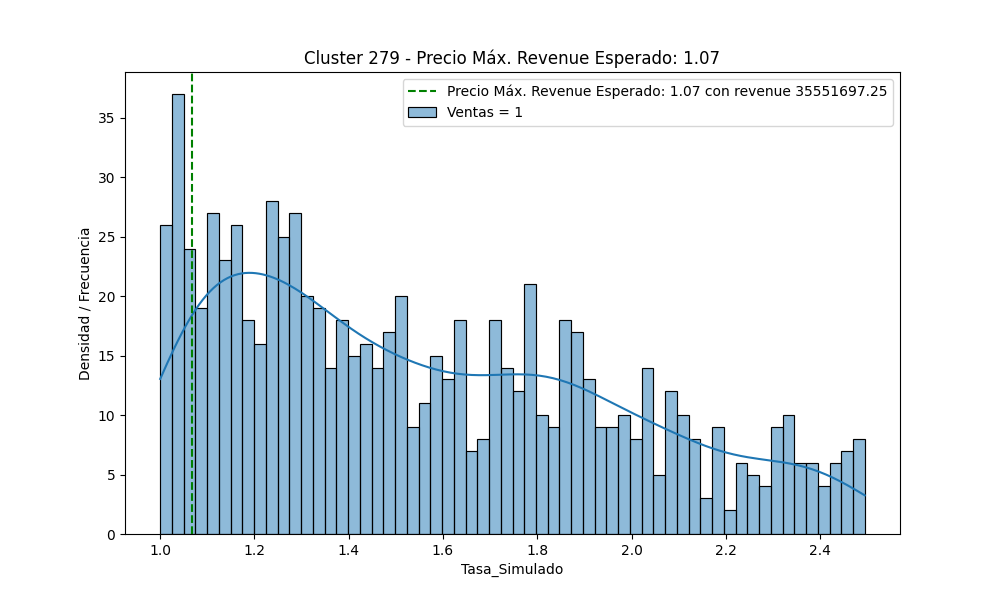 Cluster 279 - Precio Máx. Revenue Esperado: 1.07
Precio Máx. Revenue Esperado: 1.07 con revenue 35551697.25
Ventas = 1
Densidad / Frecuencia
35
30
25
20
15
10
5
0
1.0 1.2 1.4 1.6 1.8 2.0 2.2 2.4
Tasa_Simulado